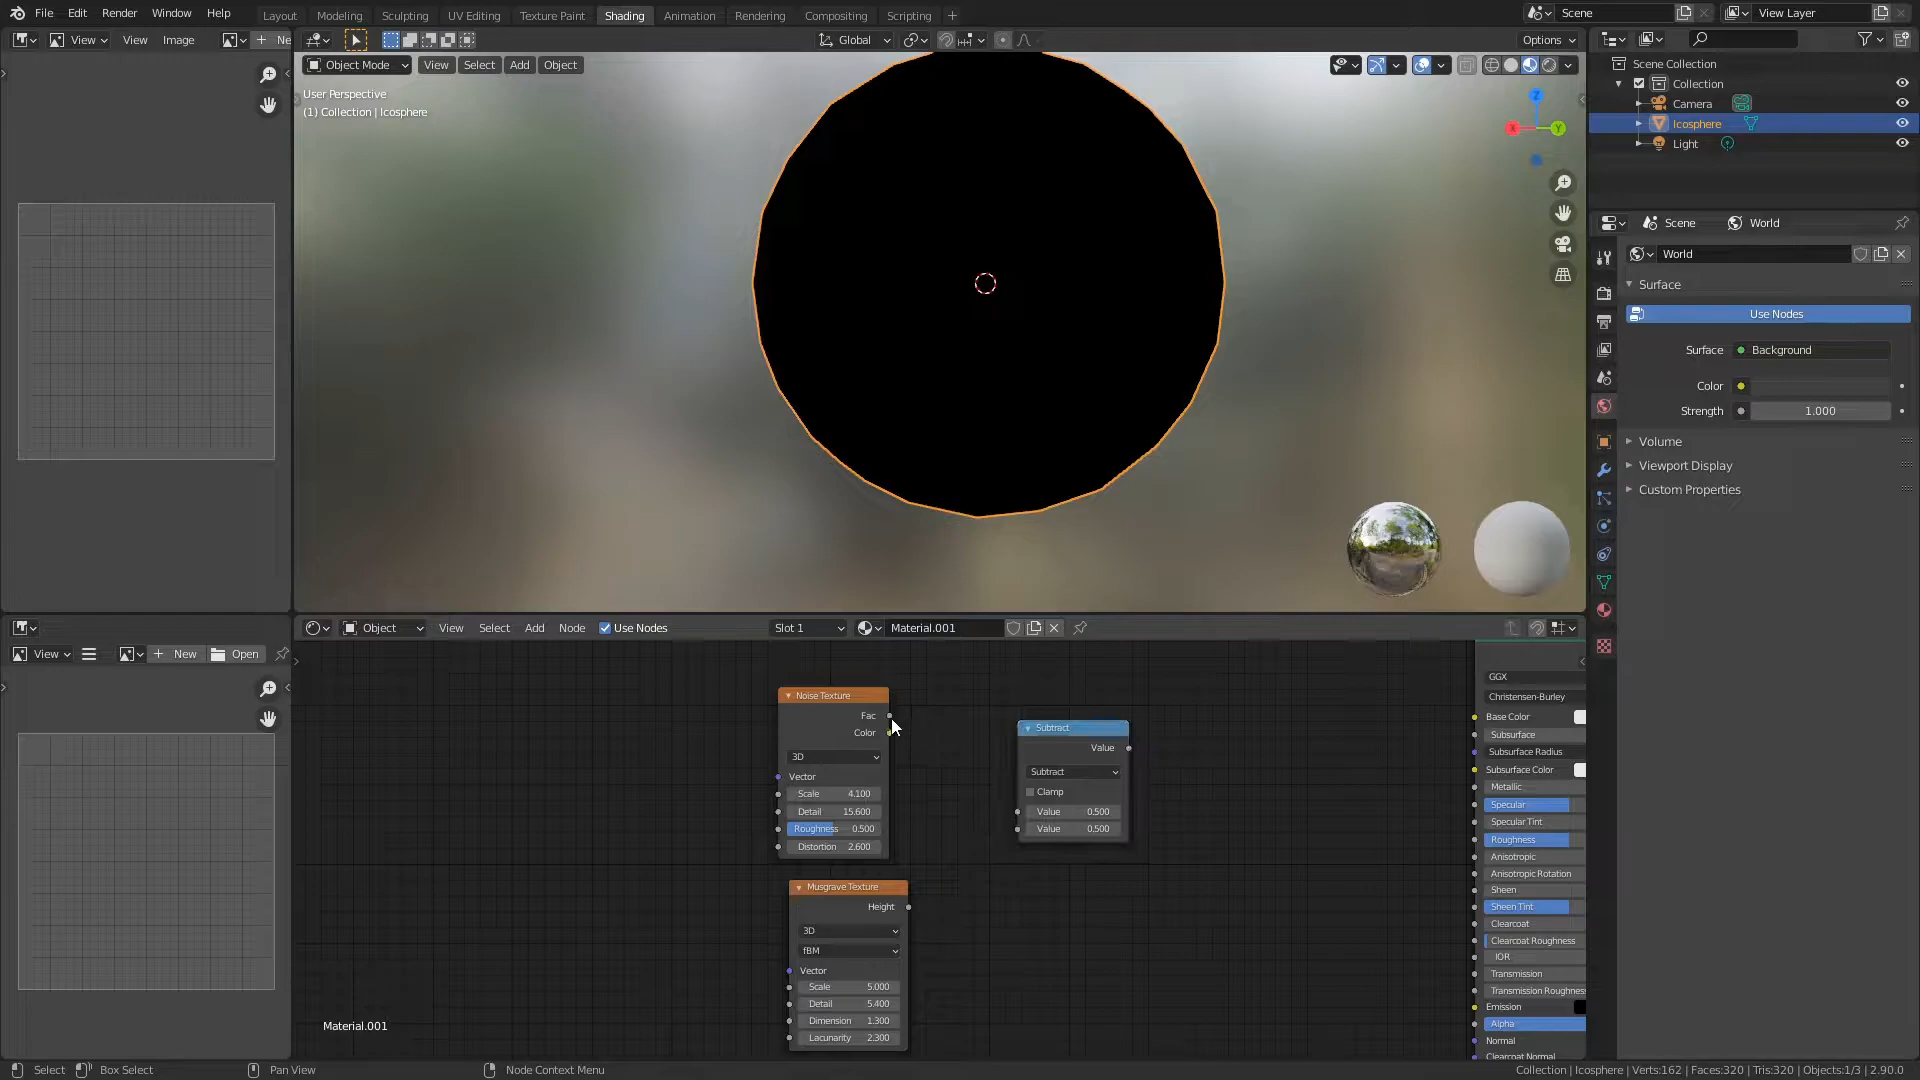 File Edit Render Window Help
Layout Modeling Sculpting UV Editing Texture Paint Shading Animation Rendering Compositing Scripting +
Scene View Layer
View View Image + Ne
Global Options
Object Mode View Select Add Object
User Perspective
(1) Collection | Icosphere
Z
X Y
Scene Collection
Collection
Camera
Icosphere
Light
Scene World
World
Surface
Use Nodes
Surface Background
Color
Strength 1.000
Volume
Viewport Display
Custom Properties
Object View Select Add Node Use Nodes Slot 1 Material.001
View + New Open
Noise Texture
Fac
Color
3D
Vector
Scale 4.100
Detail 15.600
Roughness 0.500
Distortion 2.600
Subtract
Value
Subtract
Clamp
Value 0.500
Value 0.500
Musgrave Texture
Height
3D
fBM
Vector
Scale 5.000
Detail 5.400
Dimension 1.300
Lacunarity 2.300
GGX
Christensen-Burley
Base Color
Subsurface
Subsurface Radius
Subsurface Color
Metallic
Specular
Specular Tint
Roughness
Anisotropic
Anisotropic Rotation
Sheen
Sheen Tint
Clearcoat
Clearcoat Roughness
IOR
Transmission
Transmission Roughness
Emission
Alpha
Normal
Clearcoat Normal
Material.001
Select Box Select Pan View Node Context Menu
Collection | Icosphere | Verts:162 | Faces:320 | Tris:320 | Objects:1/3 | 2.90.0